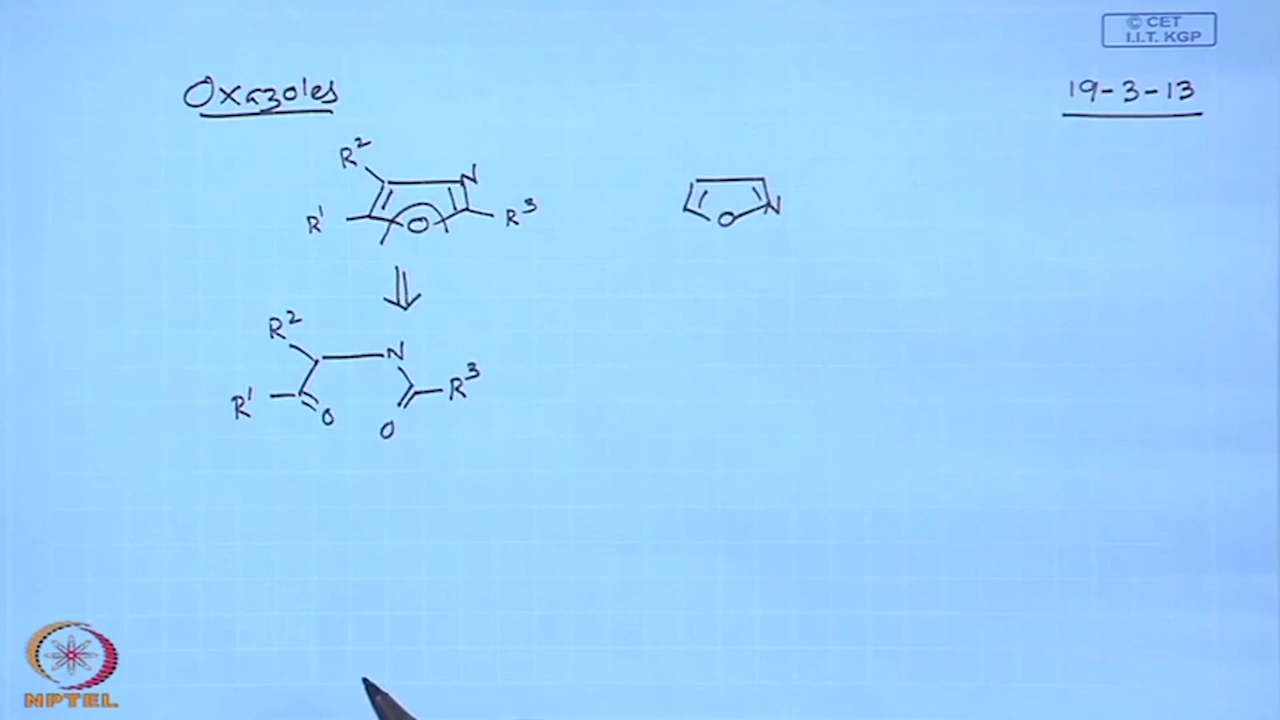 © CET
I.I.T. KGP
Oxazoles
19-3-13
R²
N
R¹
O
R³
O
N
R²
N
R¹
O
O
R³
NPTEL